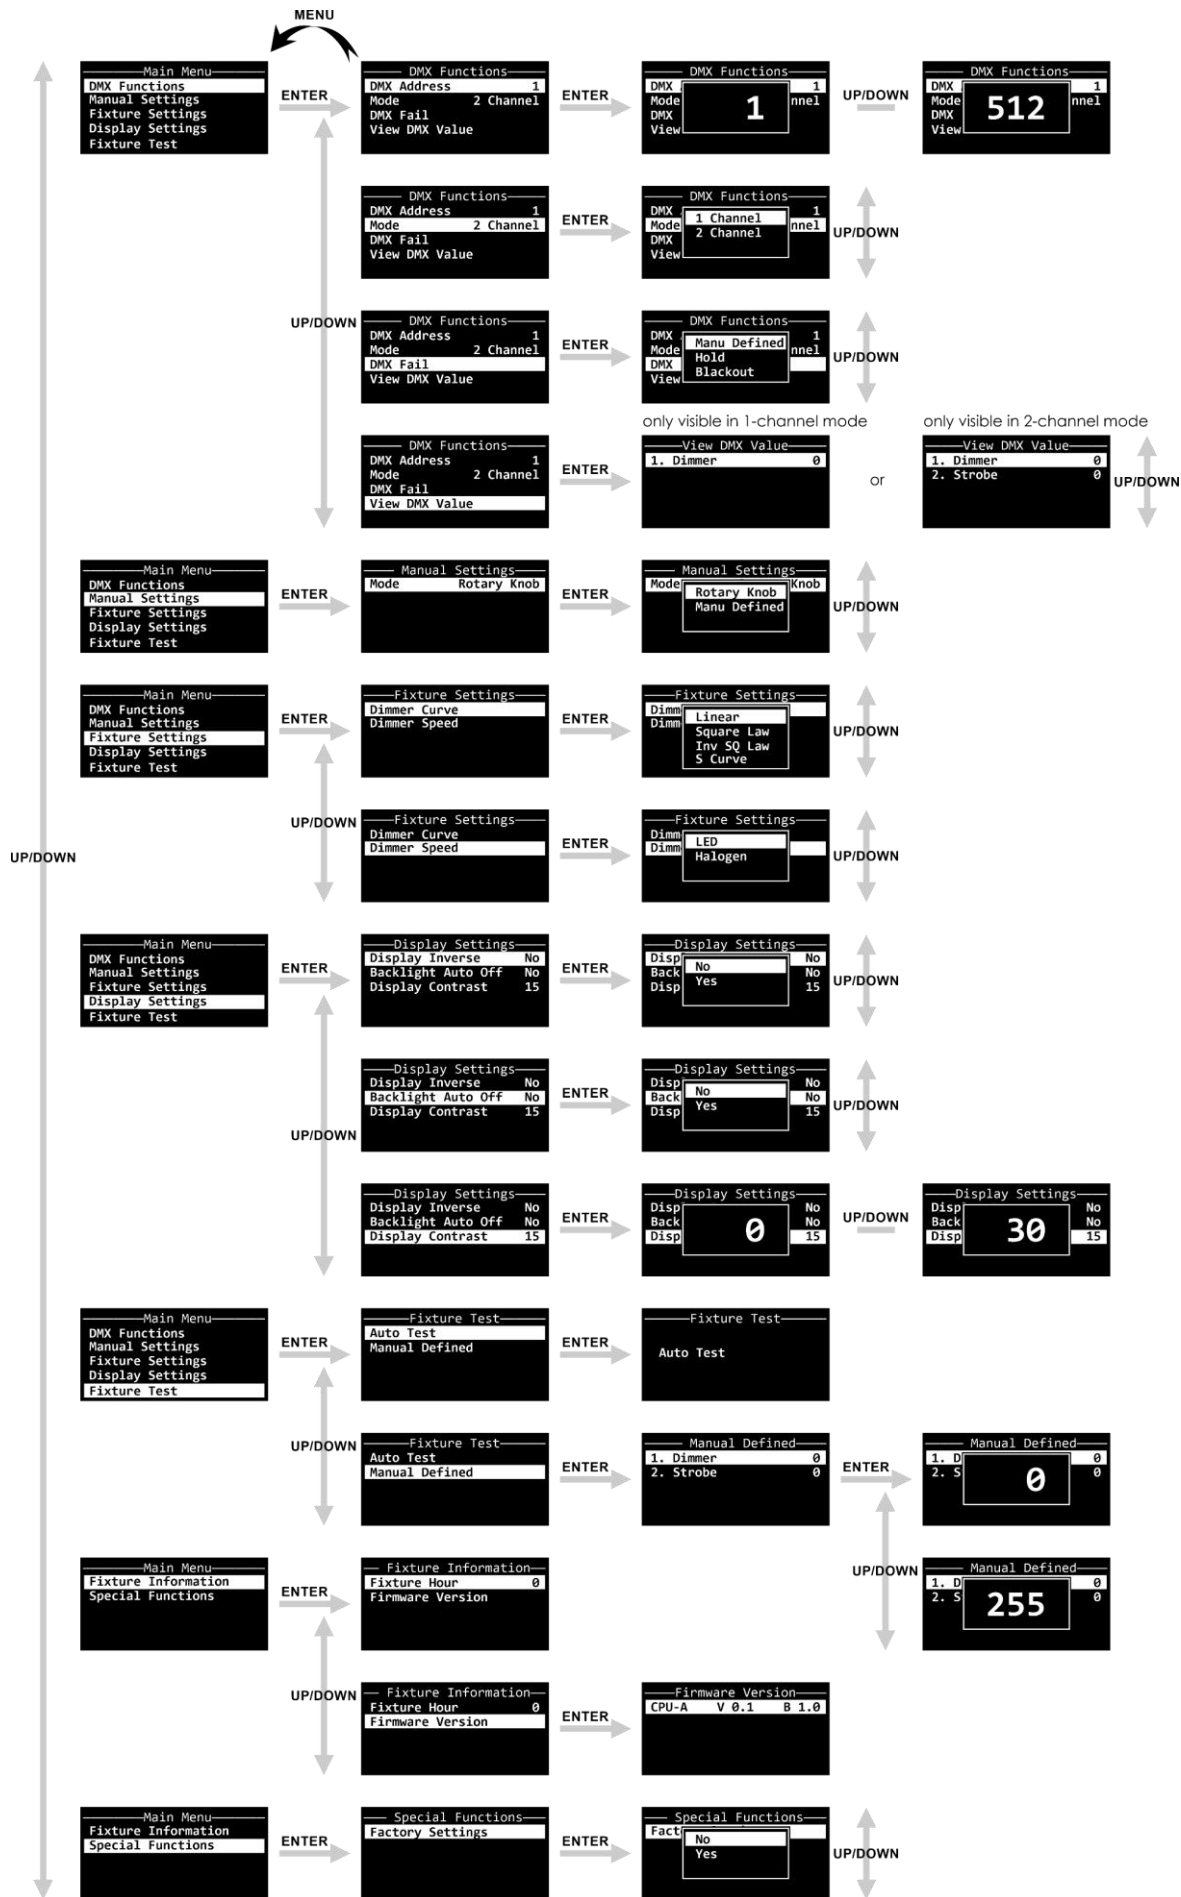 MENU
Main Menu
DMX Functions
Manual Settings
Fixture Settings
Display Settings
Fixture Test
ENTER
DMX Functions
DMX Address 1
Mode 2 Channel
DMX Fail
View DMX Value
ENTER
DMX Functions
DMX 1
Mode nnel
DMX
View
1
UP/DOWN
DMX Functions
DMX 1
Mode nnel
DMX
View
512
DMX Functions
DMX Address 1
Mode 2 Channel
DMX Fail
View DMX Value
ENTER
DMX Functions
DMX 1
Mode nnel
DMX
View
1 Channel
2 Channel
UP/DOWN
UP/DOWN
DMX Functions
DMX Address 1
Mode 2 Channel
DMX Fail
View DMX Value
ENTER
DMX Functions
DMX 1
Mode nnel
DMX
View
Manu Defined
Hold
Blackout
UP/DOWN
only visible in 1-channel mode
only visible in 2-channel mode
DMX Functions
DMX Address 1
Mode 2 Channel
DMX Fail
View DMX Value
ENTER
View DMX Value
1. Dimmer 0
or
View DMX Value
1. Dimmer 0
2. Strobe 0
UP/DOWN
Main Menu
DMX Functions
Manual Settings
Fixture Settings
Display Settings
Fixture Test
ENTER
Manual Settings
Mode Rotary Knob
ENTER
Manual Settings
Mode Knob
Rotary Knob
Manu Defined
UP/DOWN
Main Menu
DMX Functions
Manual Settings
Fixture Settings
Display Settings
Fixture Test
ENTER
Fixture Settings
Dimmer Curve
Dimmer Speed
ENTER
Fixture Settings
Dimm
Dimm
Linear
Square Law
Inv SQ Law
S Curve
UP/DOWN
UP/DOWN
Fixture Settings
Dimmer Curve
Dimmer Speed
ENTER
Fixture Settings
Dimm
Dimm
LED
Halogen
UP/DOWN
UP/DOWN
Main Menu
DMX Functions
Manual Settings
Fixture Settings
Display Settings
Fixture Test
ENTER
Display Settings
Display Inverse No
Backlight Auto Off No
Display Contrast 15
ENTER
Display Settings
Disp No
Back No
Disp 15
No
Yes
UP/DOWN
UP/DOWN
Display Settings
Display Inverse No
Backlight Auto Off No
Display Contrast 15
ENTER
Display Settings
Disp No
Back No
Disp 15
No
Yes
UP/DOWN
Display Settings
Display Inverse No
Backlight Auto Off No
Display Contrast 15
ENTER
Display Settings
Disp No
Back No
Disp 15
0
UP/DOWN
Display Settings
Disp No
Back No
Disp 15
30
Main Menu
DMX Functions
Manual Settings
Fixture Settings
Display Settings
Fixture Test
ENTER
Fixture Test
Auto Test
Manual Defined
ENTER
Fixture Test
Auto Test
UP/DOWN
Fixture Test
Auto Test
Manual Defined
ENTER
Manual Defined
1. Dimmer 0
2. Strobe 0
ENTER
Manual Defined
1. D 0
2. S 0
0
UP/DOWN
Manual Defined
1. D 0
2. S 0
255
Main Menu
Fixture Information
Special Functions
ENTER
Fixture Information
Fixture Hour 0
Firmware Version
UP/DOWN
Fixture Information
Fixture Hour 0
Firmware Version
ENTER
Firmware Version
CPU-A V 0.1 B 1.0
Main Menu
Fixture Information
Special Functions
ENTER
Special Functions
Factory Settings
ENTER
Special Functions
Fact
No
Yes
UP/DOWN